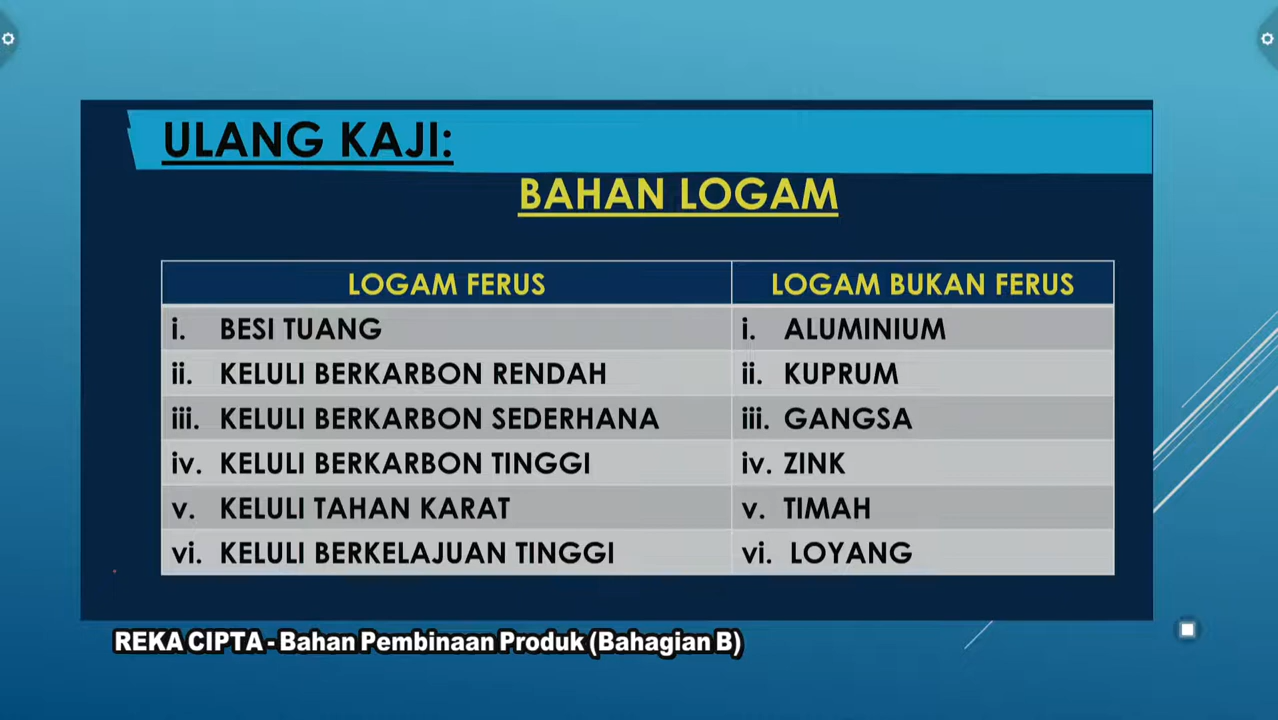 ULANG KAJI:
BAHAN LOGAM
LOGAM FERUS
LOGAM BUKAN FERUS
i. BESI TUANG
i. ALUMINIUM
ii. KELULI BERKARBON RENDAH
ii. KUPRUM
iii. KELULI BERKARBON SEDERHANA
iii. GANGSA
iv. KELULI BERKARBON TINGGI
iv. ZINK
v. KELULI TAHAN KARAT
v. TIMAH
vi. KELULI BERKELAJUAN TINGGI
vi. LOYANG
REKA CIPTA - Bahan Pembinaan Produk (Bahagian B)